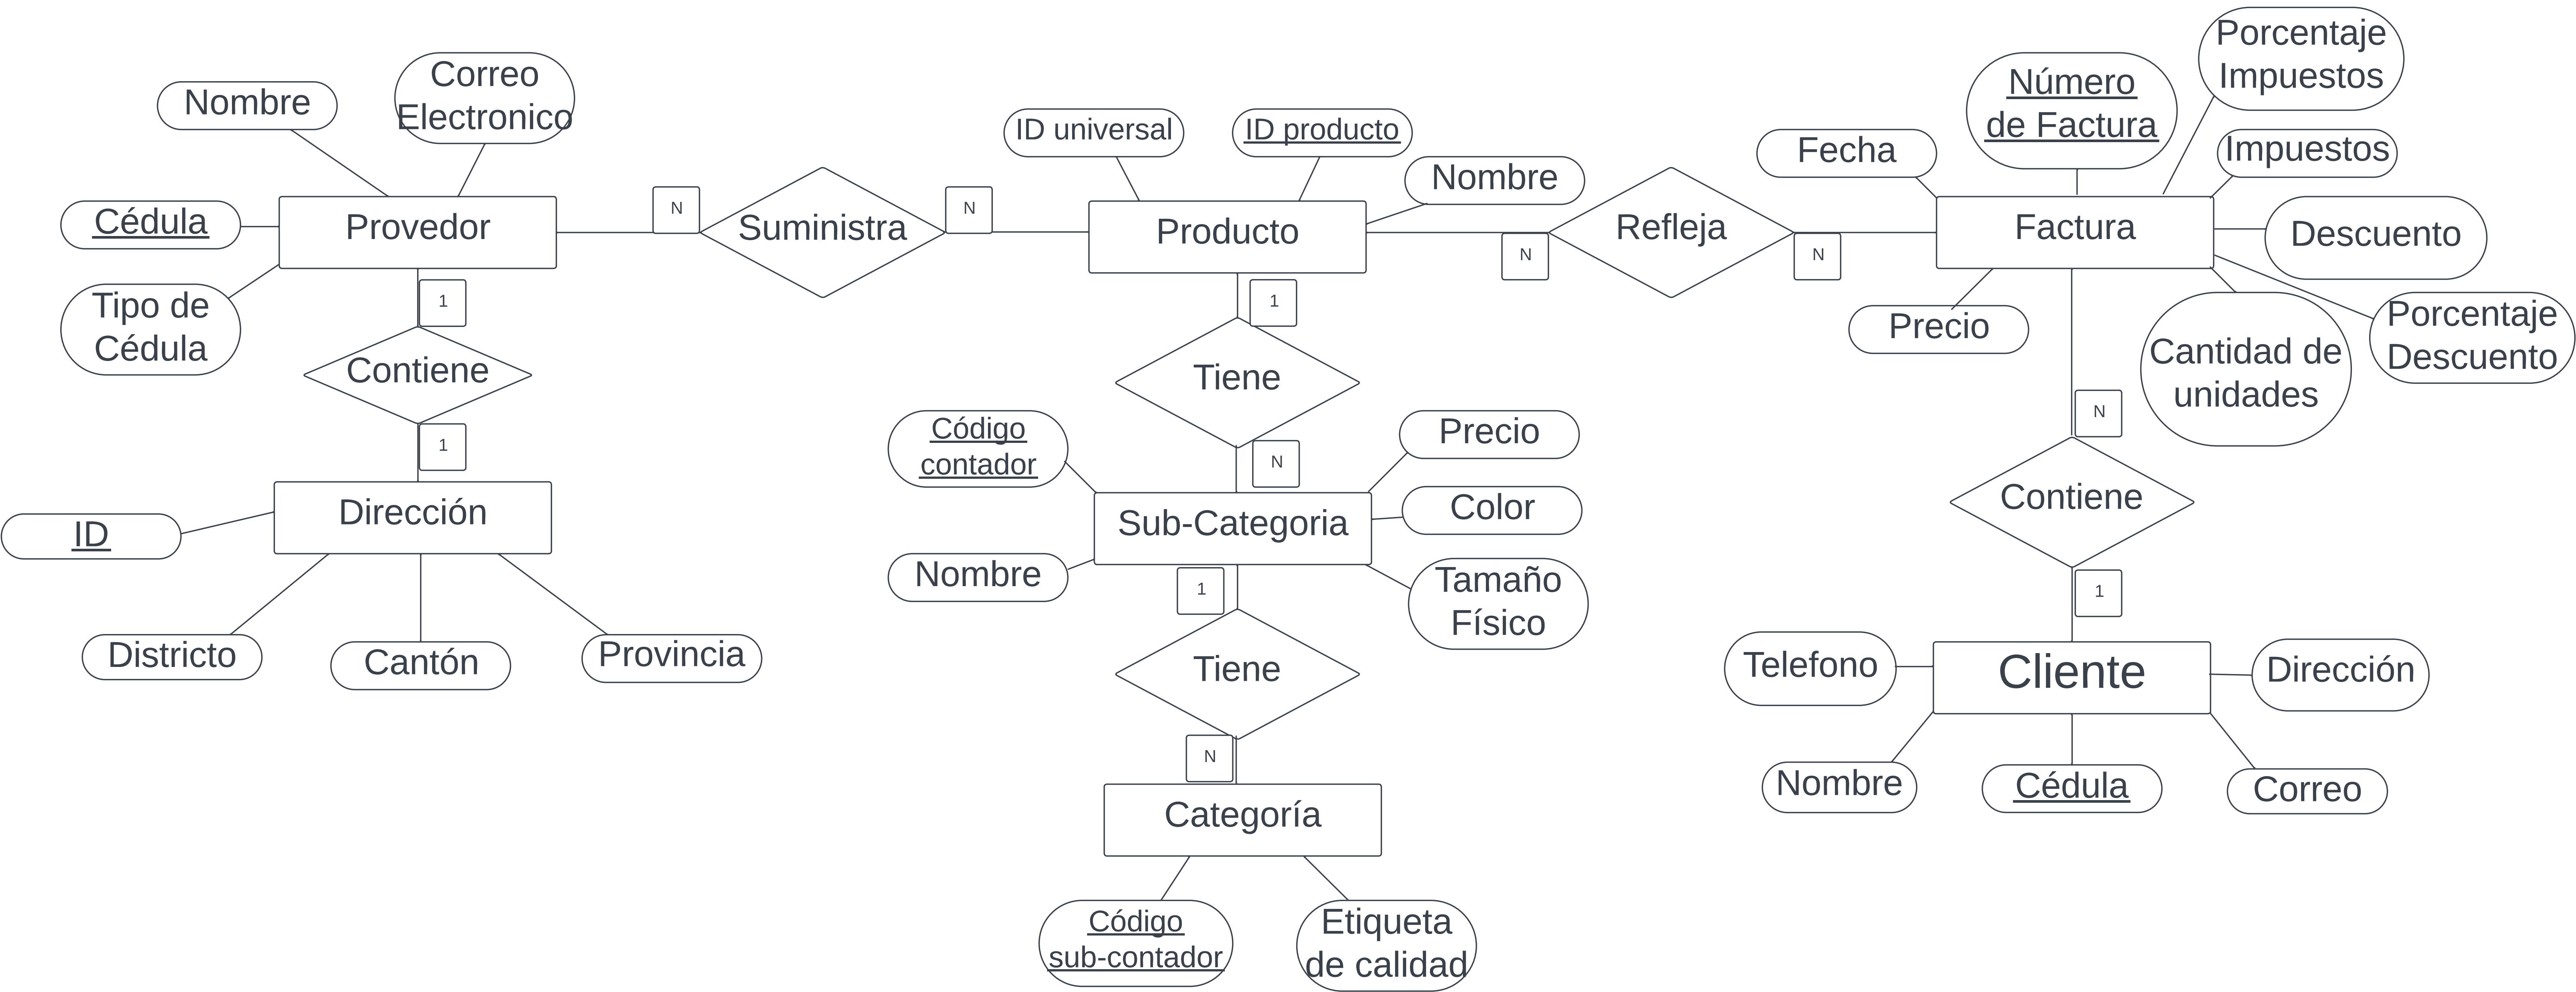 Porcentaje
Impuestos
Correo
Electronico
Número
de Factura
Nombre
ID universal
ID producto
Fecha
Impuestos
Nombre
Cédula
Provedor
N
Suministra
N
Producto
Refleja
Factura
Descuento
N
N
Tipo de
Cédula
1
1
Precio
Porcentaje
Descuento
Cantidad de
unidades
Contiene
Tiene
1
N
Código
contador
Precio
N
Dirección
ID
Sub-Categoria
Color
Contiene
Nombre
Tamaño
Físico
1
1
Districto
Cantón
Provincia
Tiene
Telefono
Cliente
Dirección
N
Nombre
Cédula
Correo
Categoría
Código
sub-contador
Etiqueta
de calidad